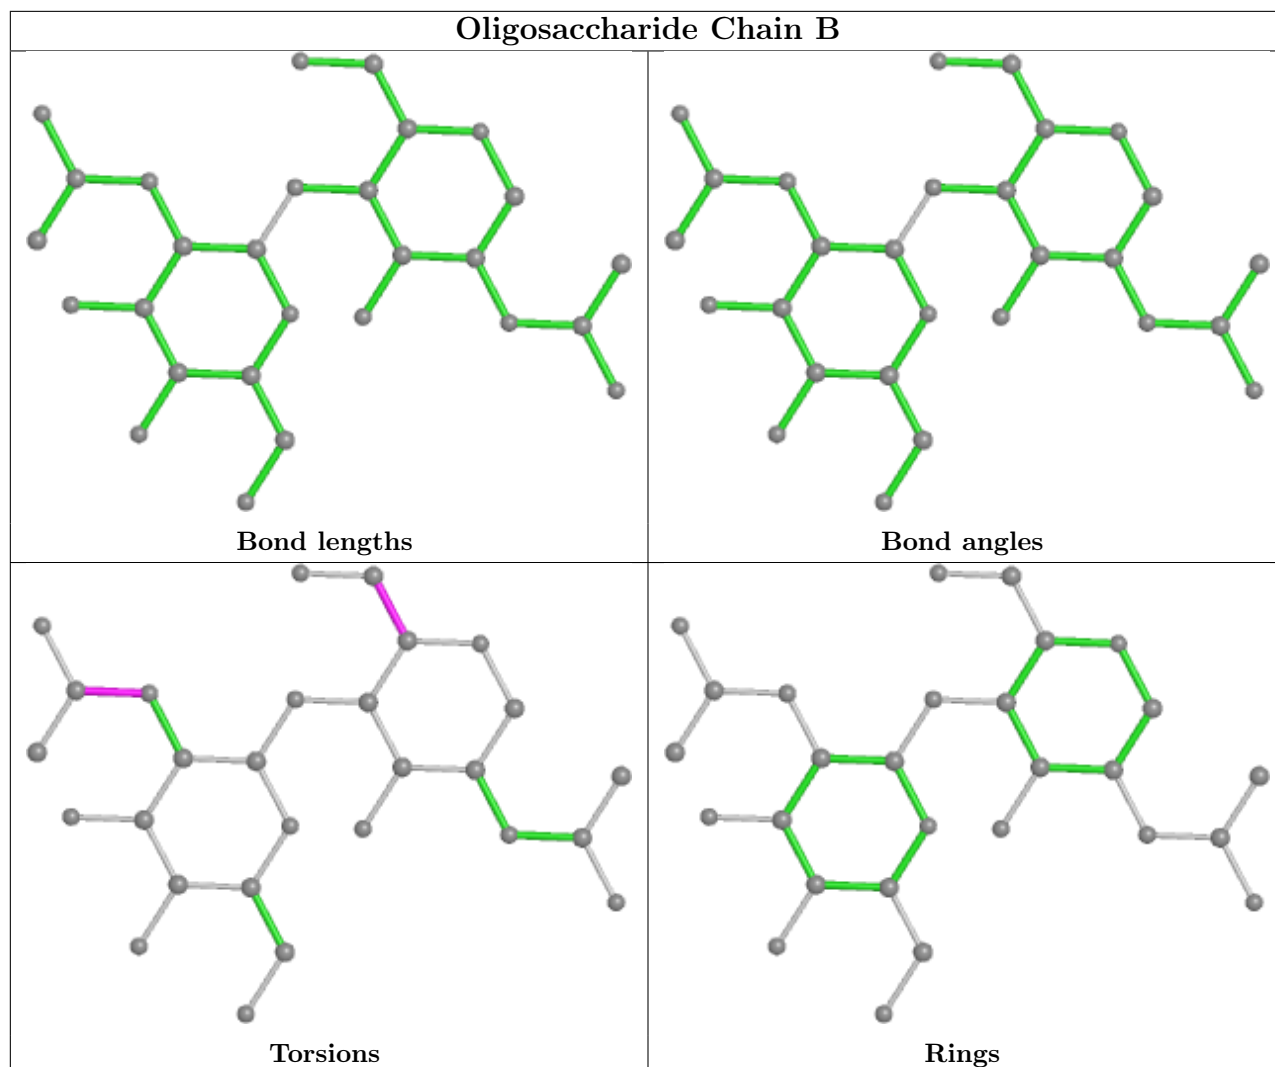 Oligosaccharide Chain B
Bond lengths
Bond angles
Torsions
Rings